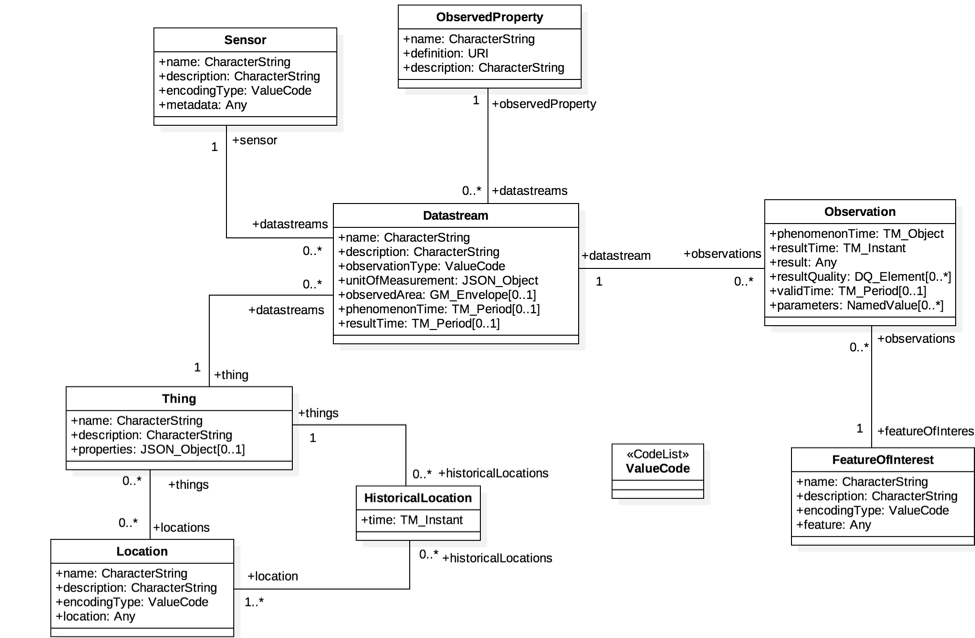 ObservedProperty
+name: CharacterString
+definition: URI
+description: CharacterString
Sensor
+name: CharacterString
+description: CharacterString
+encodingType: ValueCode
+metadata: Any
1
+observedProperty
+sensor
1
0..*
+datastreams
+datastreams
0..*
Datastream
+name: CharacterString
+description: CharacterString
+observationType: ValueCode
+unitOfMeasurement: JSON_Object
+observedArea: GM_Envelope[0..1]
+phenomenonTime: TM_Period[0..1]
+resultTime: TM_Period[0..1]
+datastream
1
+observations
0..*
Observation
+phenomenonTime: TM_Object
+resultTime: TM_Instant
+result: Any
+resultQuality: DQ_Element[0..*]
+validTime: TM_Period[0..1]
+parameters: NamedValue[0..*]
0..*
+datastreams
+observations
0..*
1
+thing
Thing
+name: CharacterString
+description: CharacterString
+properties: JSON_Object[0..1]
+things
1
1
+featureOfInteres
0..*
+historicalLocations
«CodeList»
ValueCode
FeatureOfInterest
+name: CharacterString
+description: CharacterString
+encodingType: ValueCode
+feature: Any
0..*
+things
HistoricalLocation
+time: TM_Instant
0..*
+locations
0..*
+historicalLocations
Location
+name: CharacterString
+description: CharacterString
+encodingType: ValueCode
+location: Any
+location
1..*